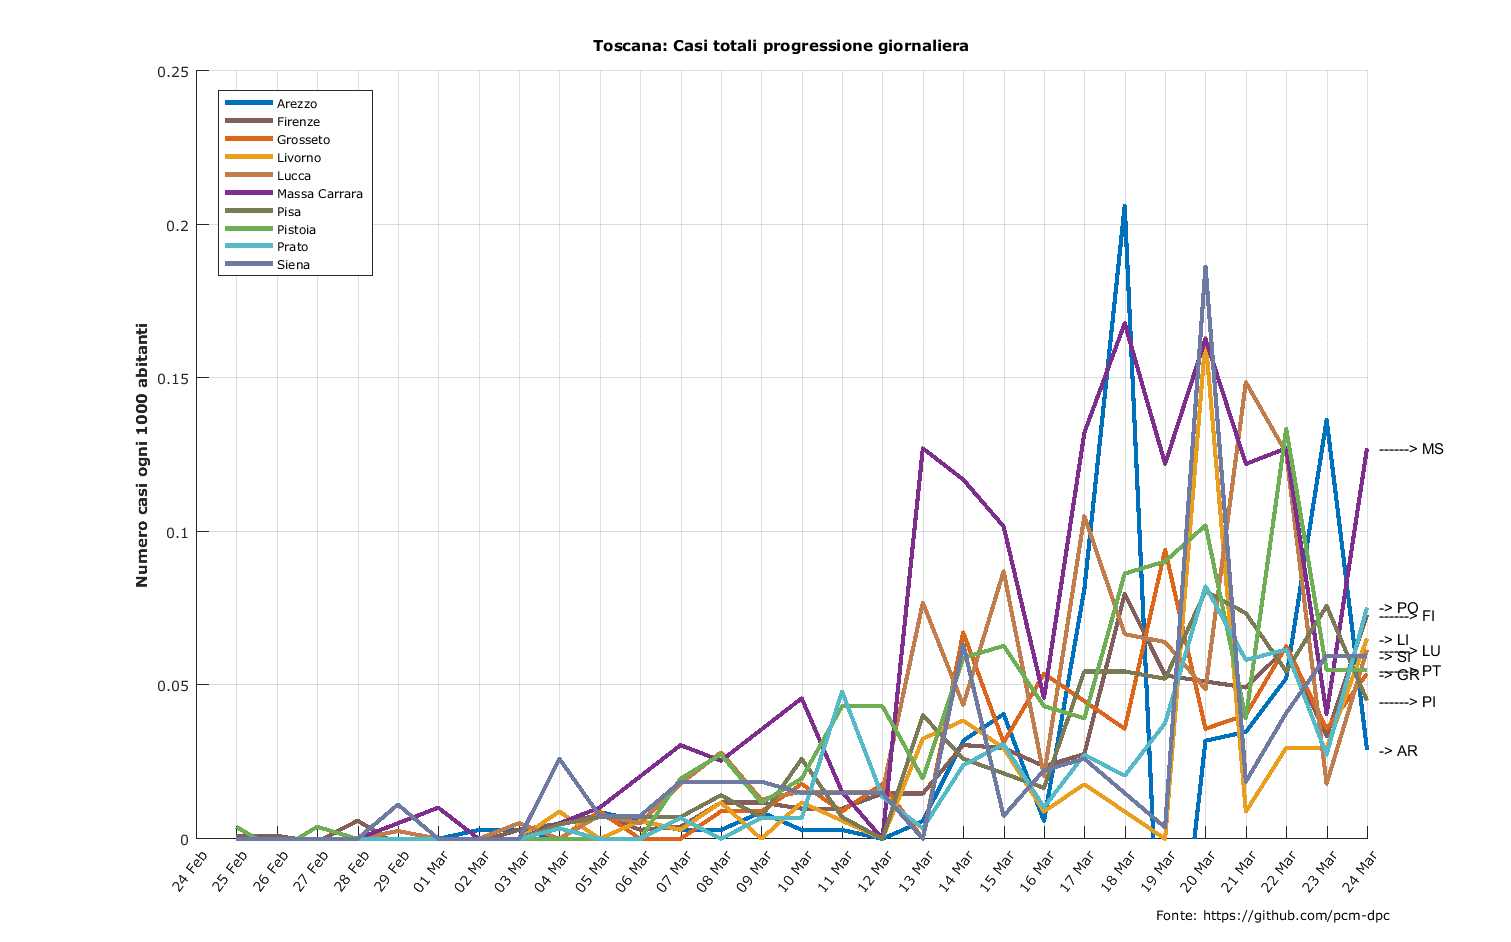 Toscana: Casi totali progressione giornaliera
Numero casi ogni 1000 abitanti
0.25
0.2
0.15
0.1
0.05
0
Arezzo
Firenze
Grosseto
Livorno
Lucca
Massa Carrara
Pisa
Pistoia
Prato
Siena
------> MS
-> PO
------> FI
-> LI
------> LU
-> SI
------> PT
-> GR
------> PI
-> AR
24 Feb
25 Feb
26 Feb
27 Feb
28 Feb
29 Feb
01 Mar
02 Mar
03 Mar
04 Mar
05 Mar
06 Mar
07 Mar
08 Mar
09 Mar
10 Mar
11 Mar
12 Mar
13 Mar
14 Mar
15 Mar
16 Mar
17 Mar
18 Mar
19 Mar
20 Mar
21 Mar
22 Mar
23 Mar
24 Mar
Fonte: https://github.com/pcm-dpc